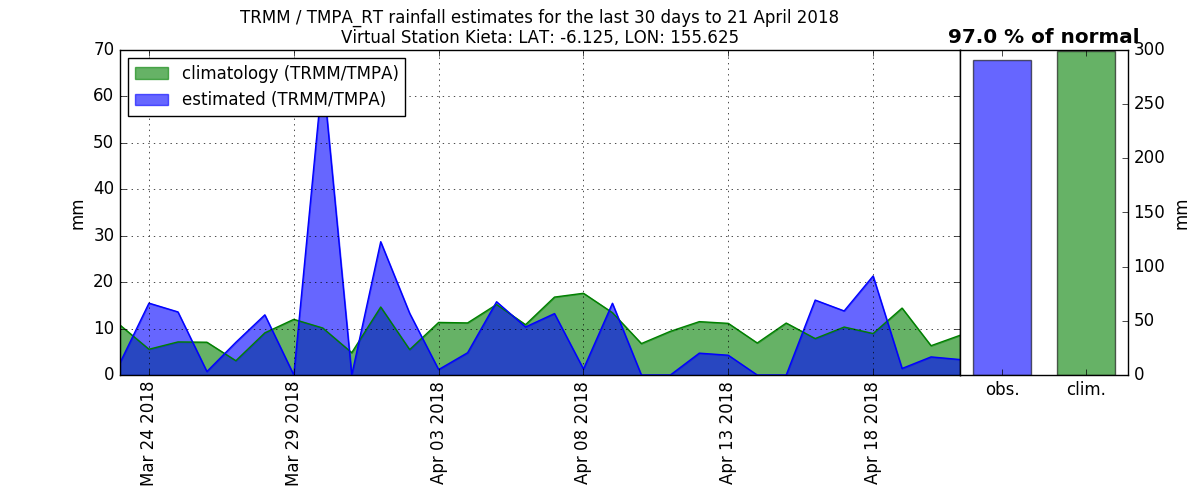 TRMM / TMPA_RT rainfall estimates for the last 30 days to 21 April 2018
Virtual Station Kieta: LAT: -6.125, LON: 155.625
97.0 % of normal
climatology (TRMM/TMPA)
estimated (TRMM/TMPA)
mm
70
60
50
40
30
20
10
0
Mar 24 2018
Mar 29 2018
Apr 03 2018
Apr 08 2018
Apr 13 2018
Apr 18 2018
300
250
200
150
100
50
0
mm
obs.
clim.